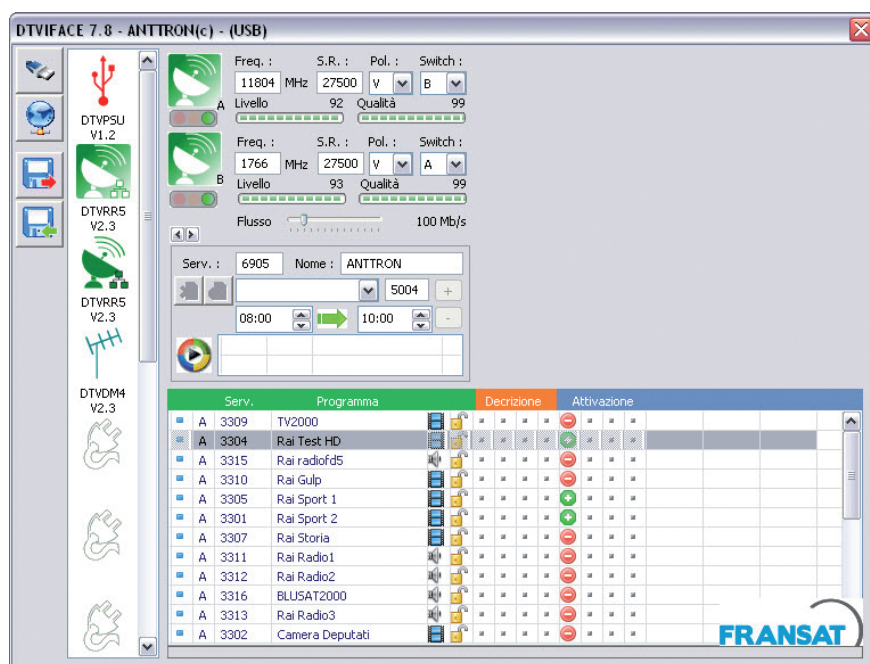 DTVIFACE 7.8 - ANTTRON(c) - (USB)
DTVPSU
V1.2
DTVRR5
V2.3
DTVRR5
V2.3
DTVDM4
V2.3
Freq. : S.R. : Pol. : Switch :
A 11804 MHz 27500 V B
Livello 92 Qualità 99
Freq. : S.R. : Pol. : Switch :
B 1766 MHz 27500 V A
Livello 93 Qualità 99
Flusso 100 Mb/s
Serv. : 6905 Nome : ANTTRON
5004 +
08:00 10:00 -
Serv. Programma Decrizione Attivazione
A 3309 TV2000
A 3304 Rai Test HD
A 3315 Rai radiofd5
A 3310 Rai Gulp
A 3305 Rai Sport 1
A 3301 Rai Sport 2
A 3307 Rai Storia
A 3311 Rai Radio1
A 3312 Rai Radio2
A 3316 BLUSAT2000
A 3313 Rai Radio3
A 3302 Camera Deputati
FRANSAT